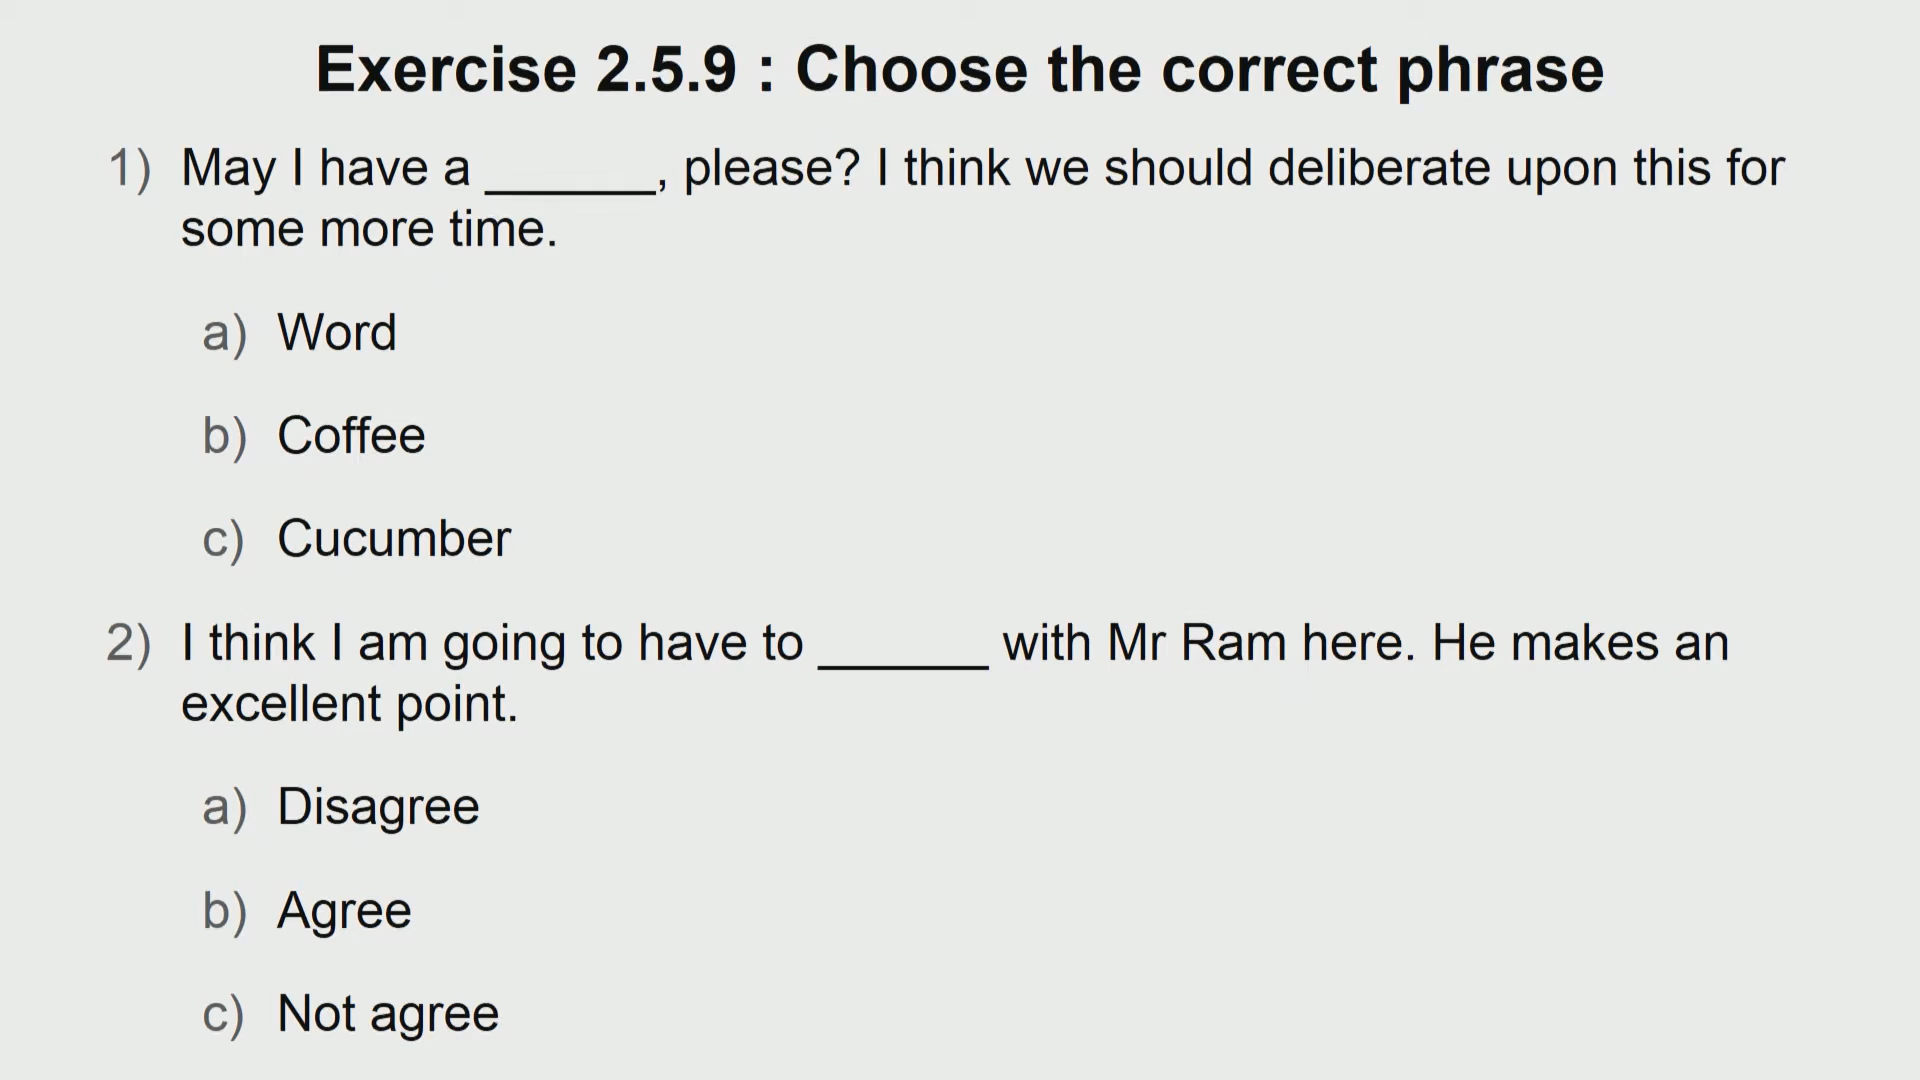 Exercise 2.5.9 : Choose the correct phrase
1) May I have a ______, please? I think we should deliberate upon this for
some more time.
a) Word
b) Coffee
c) Cucumber
2) I think I am going to have to ______ with Mr Ram here. He makes an
excellent point.
a) Disagree
b) Agree
c) Not agree